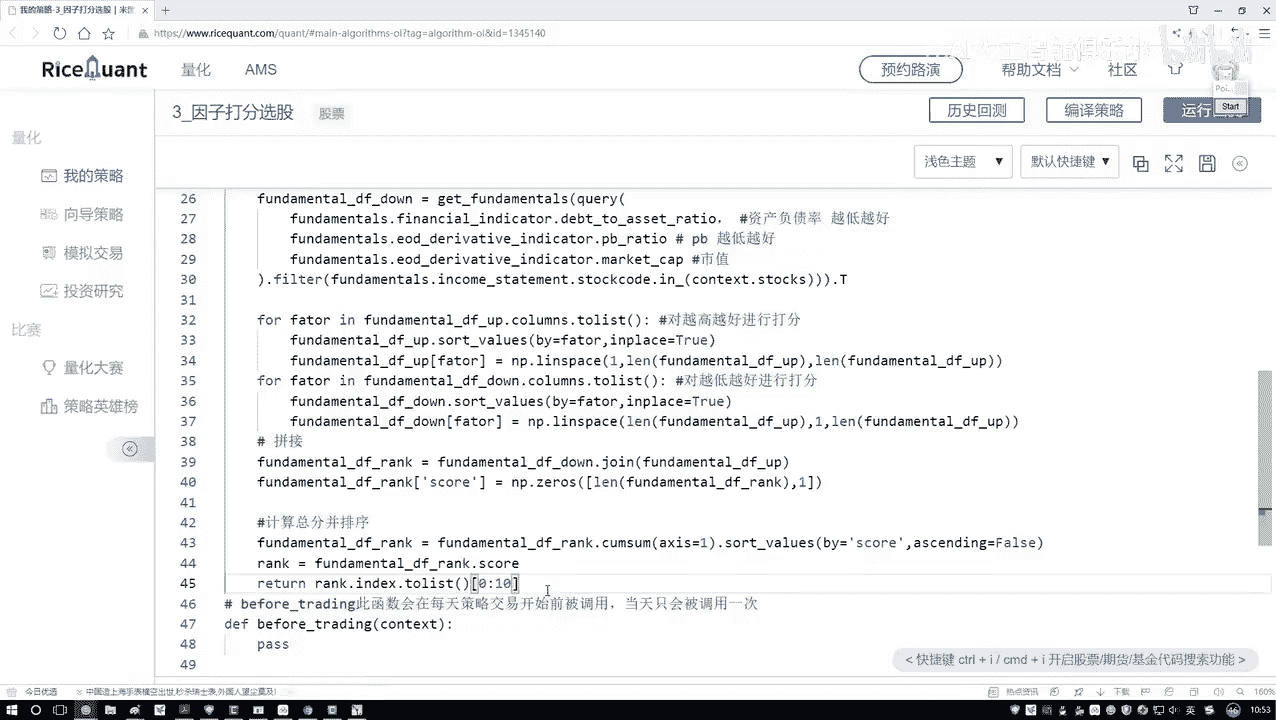 我的策略-3_因子打分选股 | 米筐
https://www.ricequant.com/quant/#main-algorithms-ol?tag=algorithm-ol&id=1345140
RiceQuant 量化 AMS 预约路演 帮助文档 社区
Poi...
Start
3_因子打分选股 股票 历史回测 编译策略 运行
浅色主题 默认快捷键
量化
我的策略
向导策略
模拟交易
投资研究
比赛
量化大赛
策略英雄榜
26 fundamental_df_down = get_fundamentals(query(
27 fundamentals.financial_indicator.debt_to_asset_ratio, #资产负债率 越低越好
28 fundamentals.eod_derivative_indicator.pb_ratio # pb 越低越好
29 fundamentals.eod_derivative_indicator.market_cap #市值
30 ).filter(fundamentals.income_statement.stockcode.in_(context.stocks))).T
31
32 for fator in fundamental_df_up.columns.tolist(): #对越高越好进行打分
33 fundamental_df_up.sort_values(by=fator,inplace=True)
34 fundamental_df_up[fator] = np.linspace(1,len(fundamental_df_up),len(fundamental_df_up))
35 for fator in fundamental_df_down.columns.tolist(): #对越低越好进行打分
36 fundamental_df_down.sort_values(by=fator,inplace=True)
37 fundamental_df_down[fator] = np.linspace(len(fundamental_df_up),1,len(fundamental_df_up))
38 # 拼接
39 fundamental_df_rank = fundamental_df_down.join(fundamental_df_up)
40 fundamental_df_rank['score'] = np.zeros([len(fundamental_df_rank),1])
41
42 #计算总分并排序
43 fundamental_df_rank = fundamental_df_rank.cumsum(axis=1).sort_values(by='score',ascending=False)
44 rank = fundamental_df_rank.score
45 return rank.index.tolist()[0:10]
46 # before_trading此函数会在每天策略交易开始前被调用，当天只会被调用一次
47 def before_trading(context):
48 pass
49
< 快捷键 ctrl + i / cmd + i 开启股票/期货/基金代码搜索功能 >
今日优选 中国造上海手表横空出世,秒杀瑞士表,外国人望尘莫及! 热点资讯 下载 160%
英 10:53